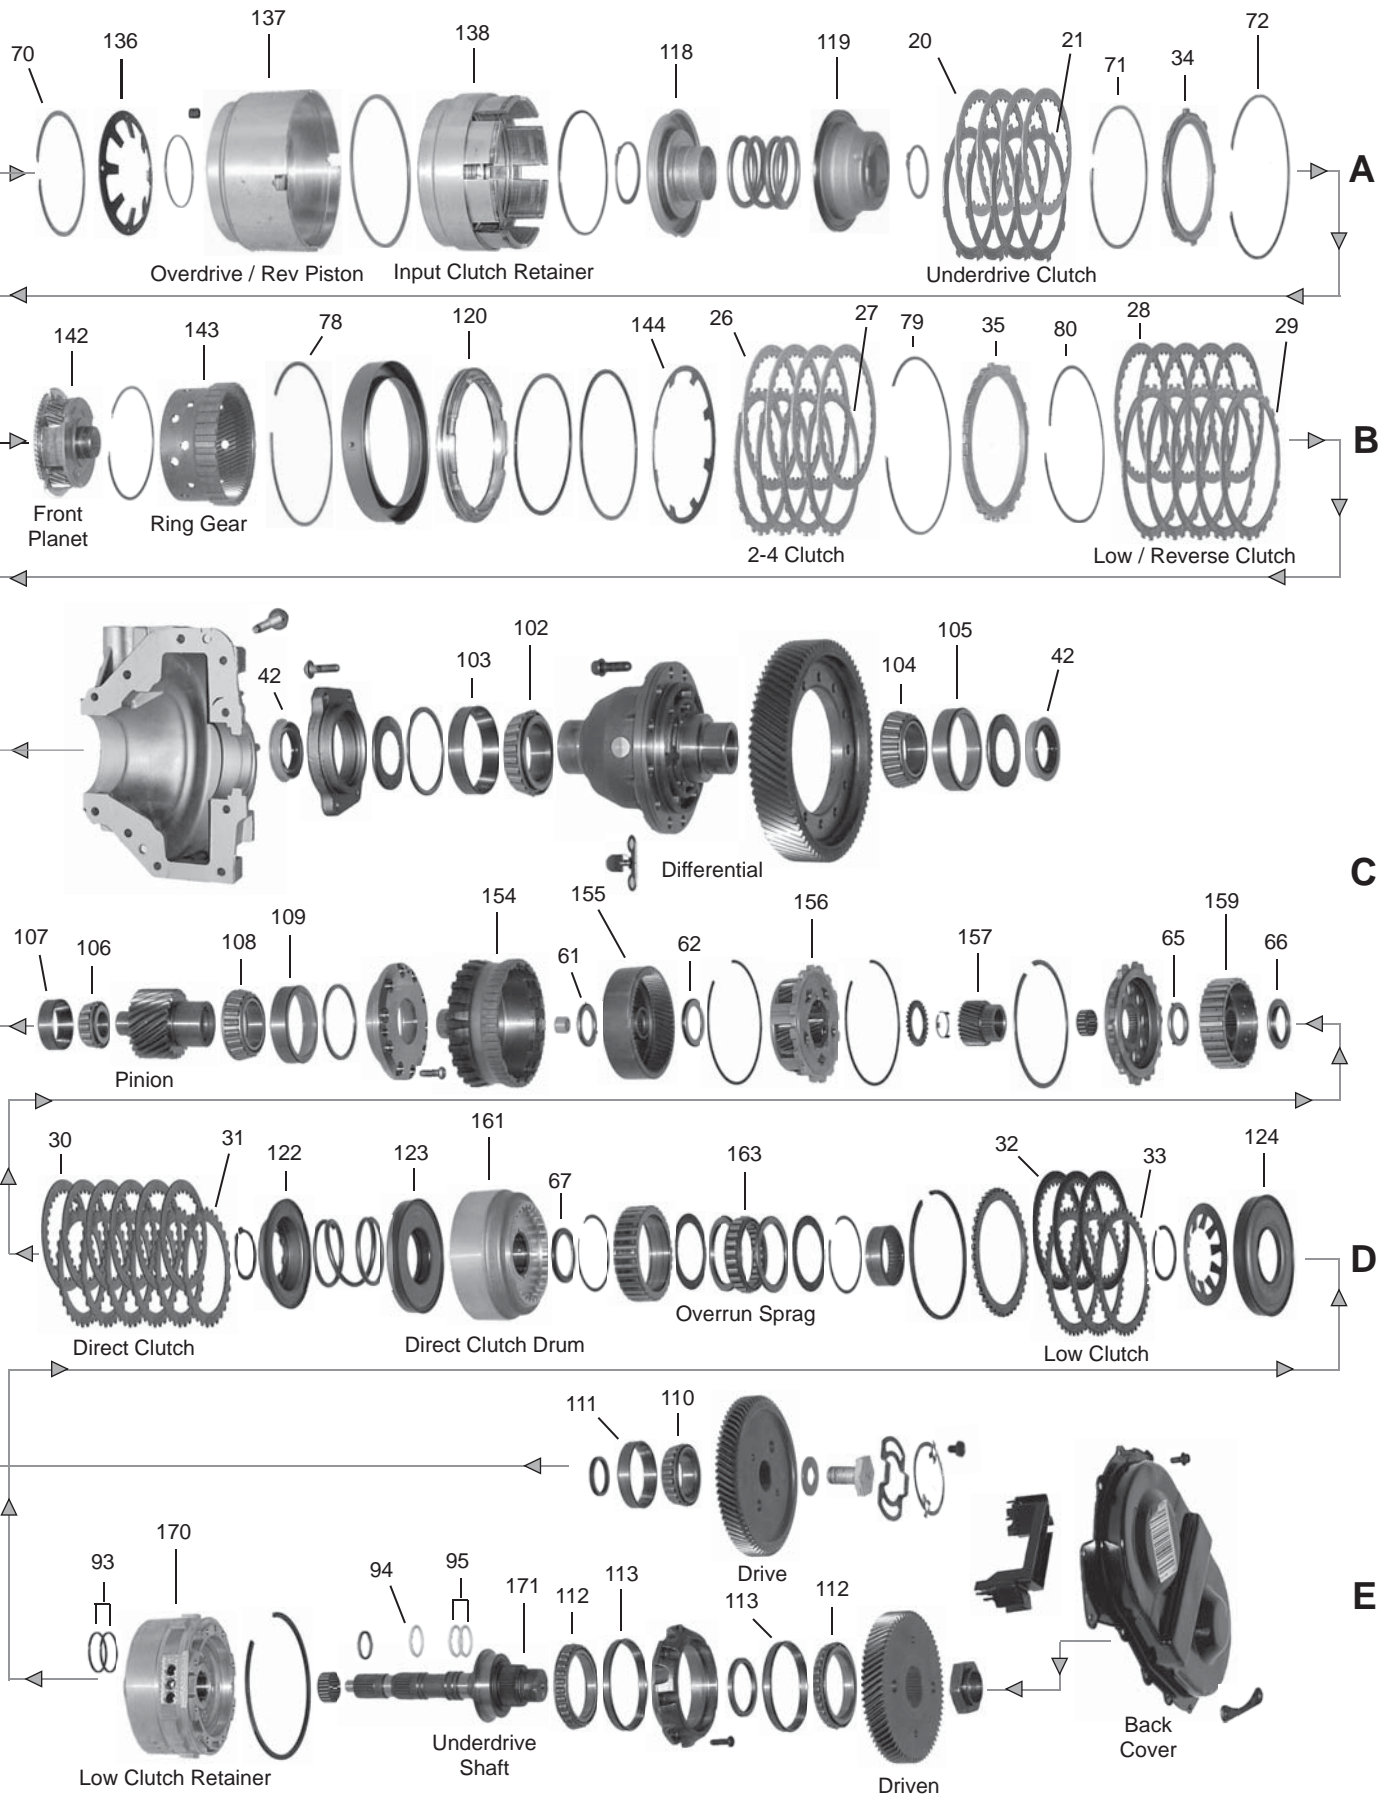 70 136 137 138 118 119 20 21 71 34 72
A
Overdrive / Rev Piston Input Clutch Retainer Underdrive Clutch
142 143 78 120 144 26 27 79 35 80 28 29
B
Front
Planet
Ring Gear
2-4 Clutch Low / Reverse Clutch
42 103 102 104 105 42
Differential
C
107 106 108 109 154 61 155 62 156 157 65 159 66
Pinion
30 31 122 123 161 67 163 32 33 124
D
Direct Clutch Direct Clutch Drum Overrun Sprag Low Clutch
111 110
Drive
E
93 170 94 95 171 112 113 113 112
Low Clutch Retainer
Underdrive
Shaft
Driven
Back
Cover